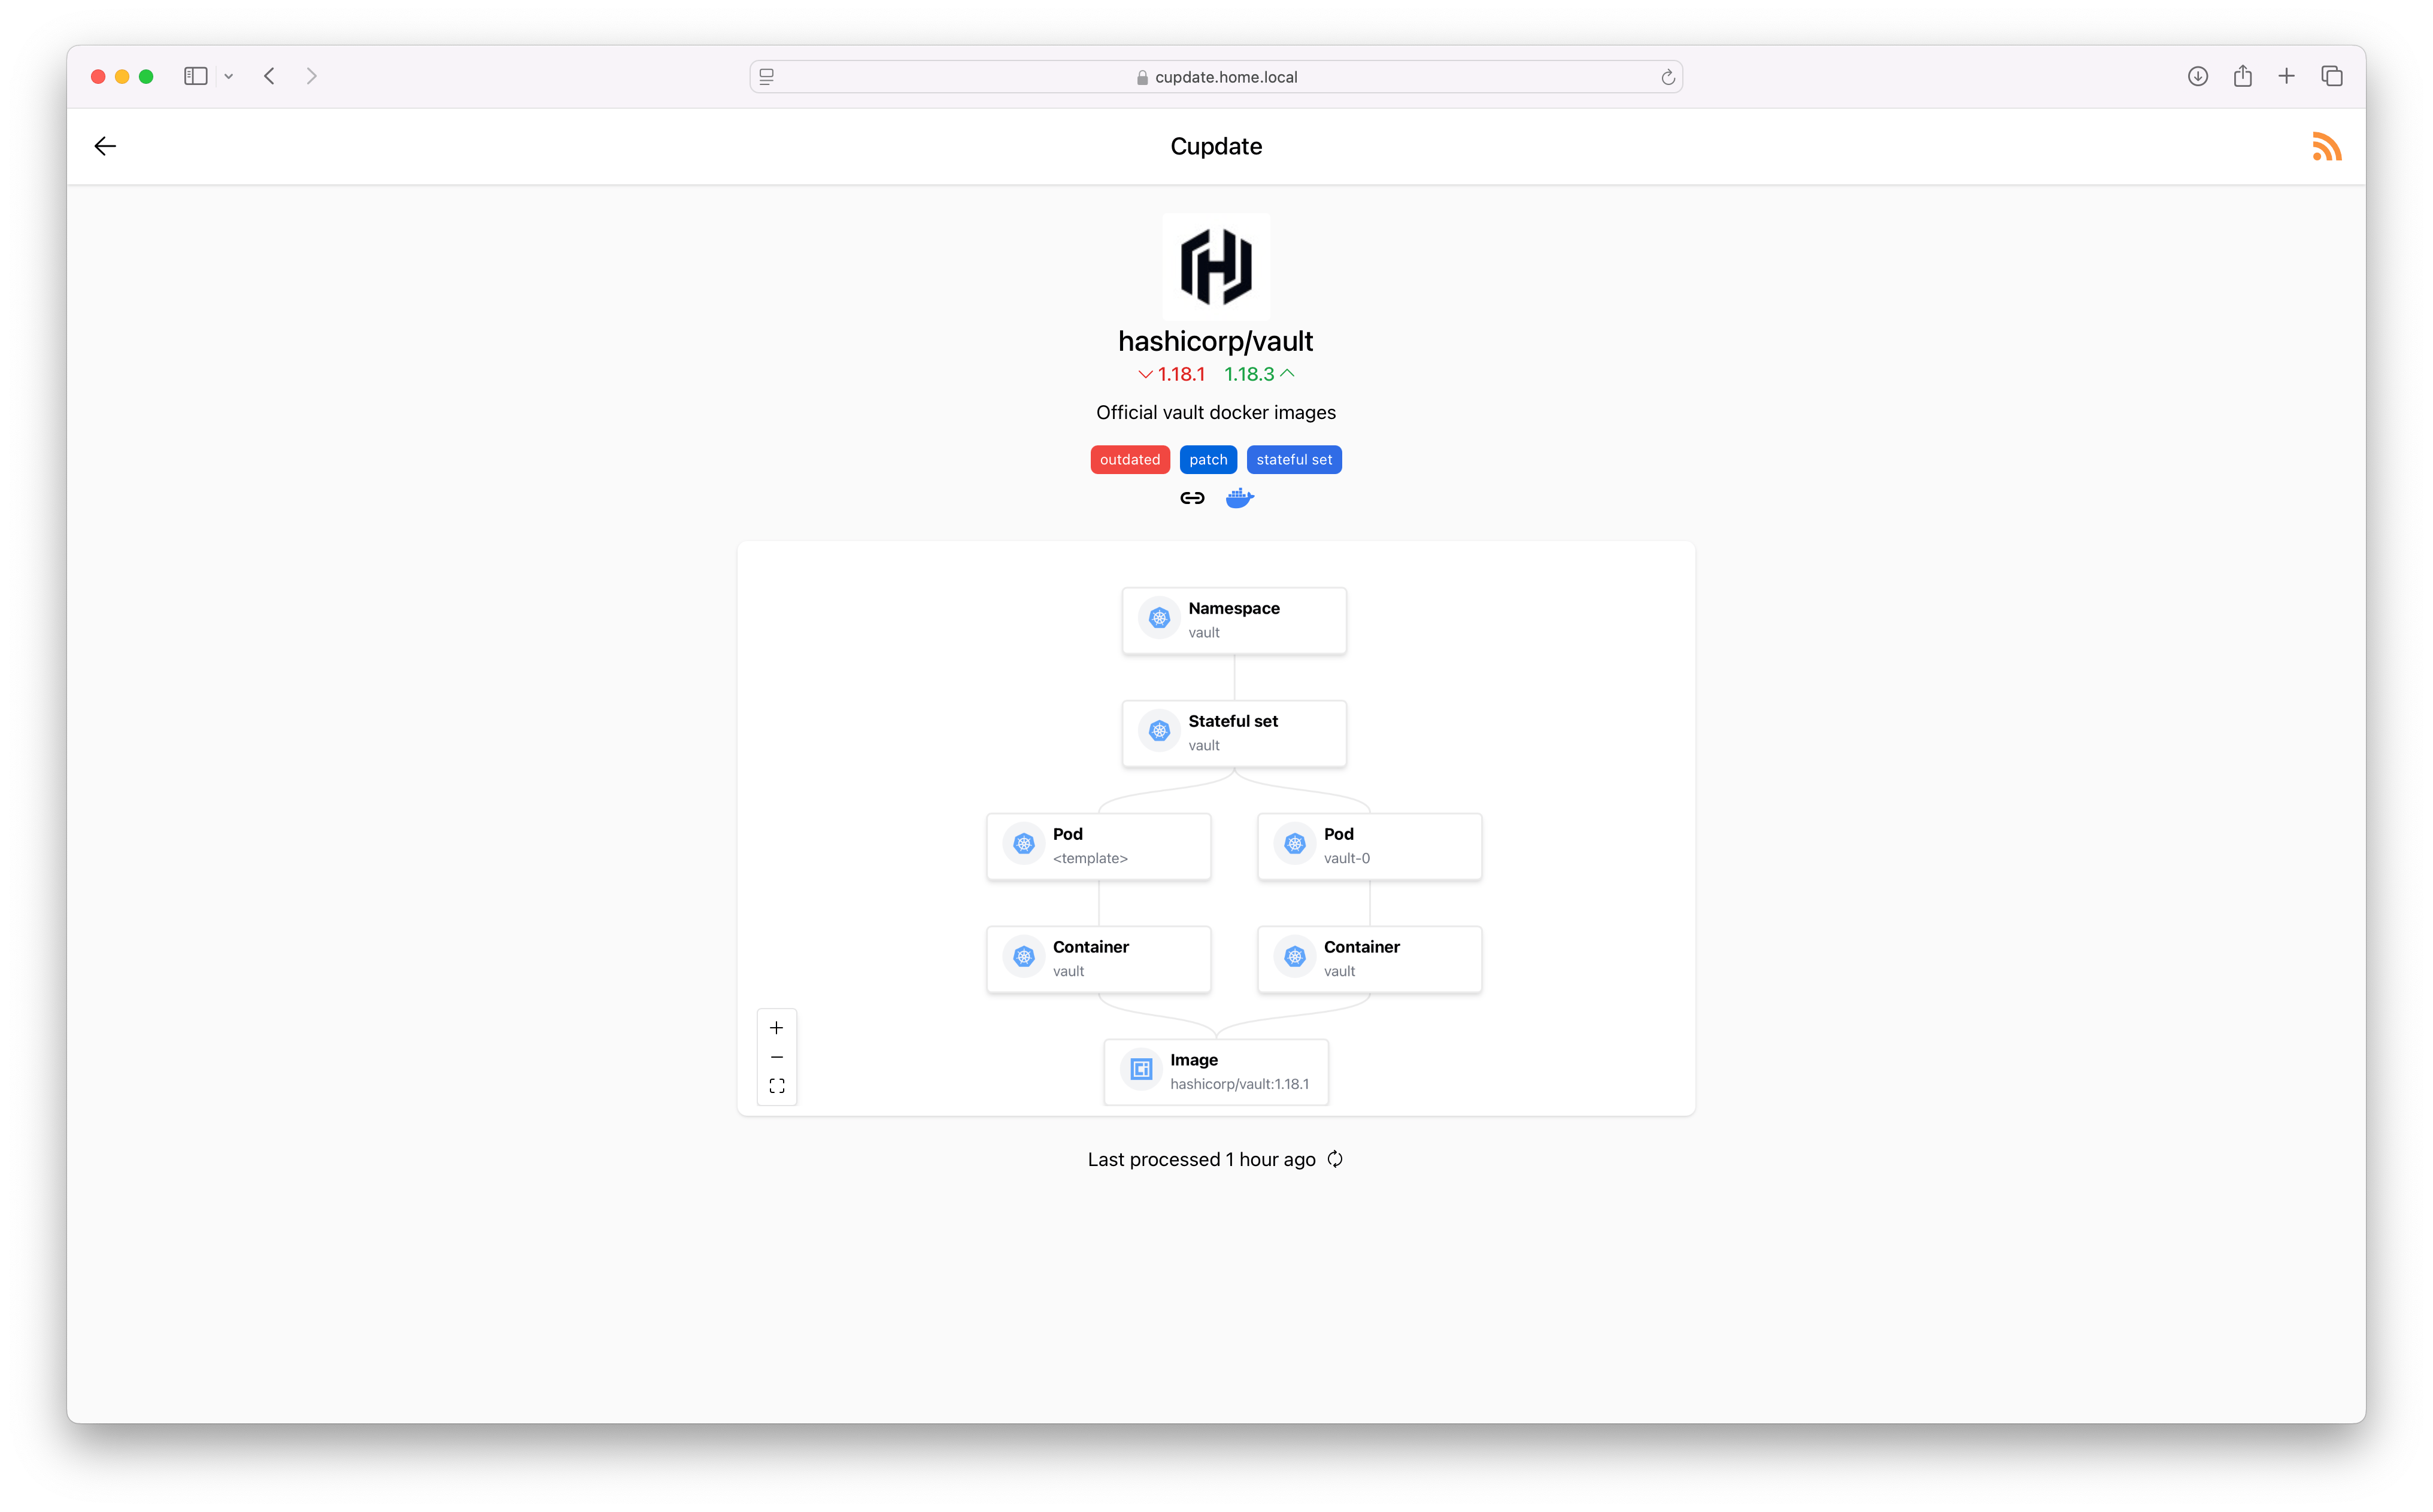 cupdate.home.local
Cupdate
hashicorp/vault
1.18.1 1.18.3
Official vault docker images
outdated patch stateful set
Namespace
vault
Stateful set
vault
Pod
<template>
Pod
vault-0
Container
vault
Container
vault
Image
hashicorp/vault:1.18.1
Last processed 1 hour ago